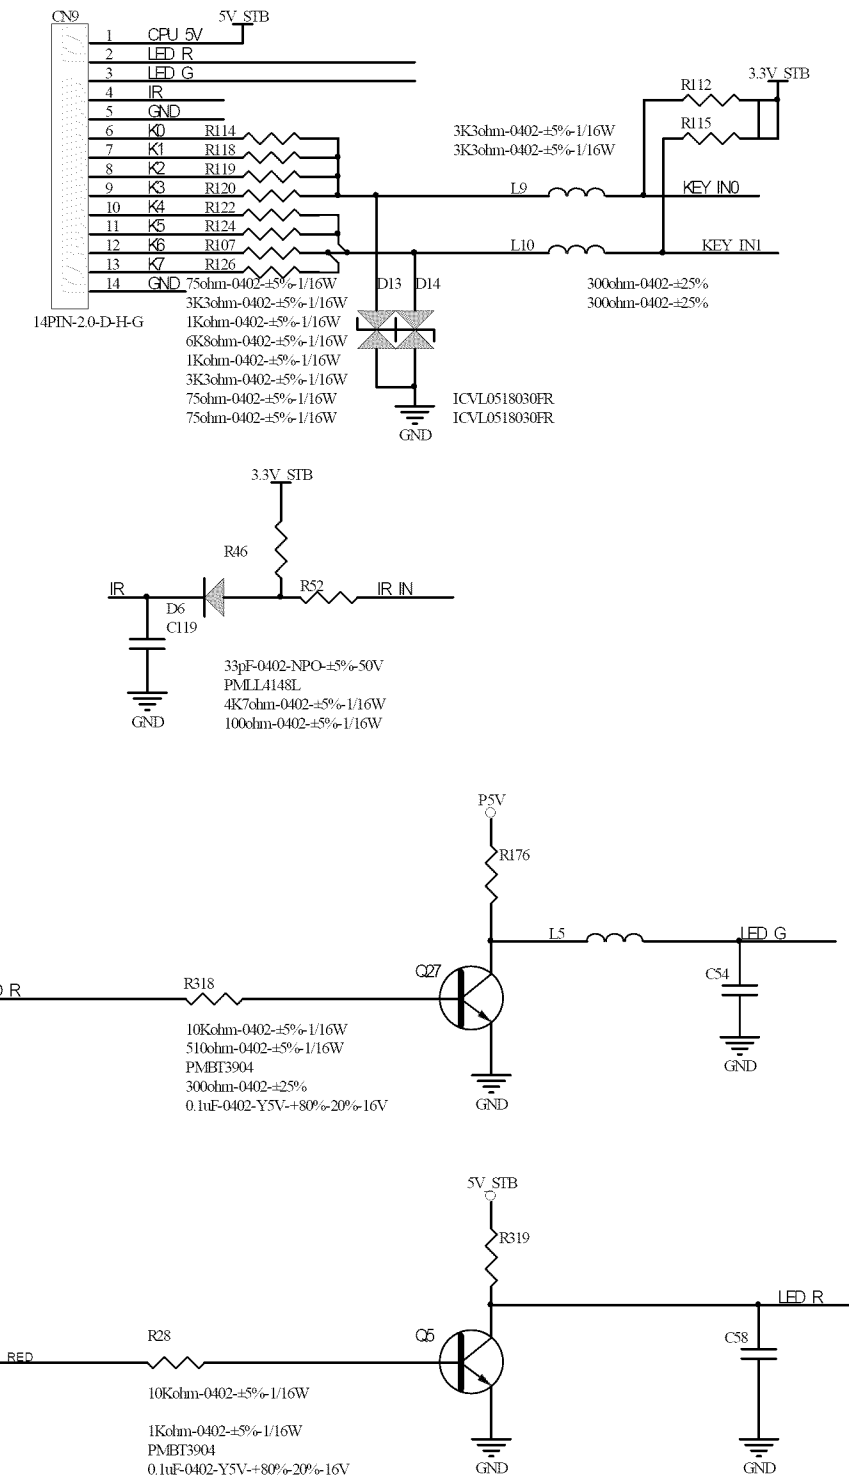 CN9
5V_STB
1 CPU_5V
2 LED_R
3 LED_G
4 IR
5 GND
6 K0 R114
7 K1 R118
8 K2 R119
9 K3 R120
10 K4 R122
11 K5 R124
12 K6 R107
13 K7 R126
14 GND
14PIN-2.0-D-H-G
75ohm-0402-±5%-1/16W
3K3ohm-0402-±5%-1/16W
1Kohm-0402-±5%-1/16W
6K8ohm-0402-±5%-1/16W
1Kohm-0402-±5%-1/16W
3K3ohm-0402-±5%-1/16W
75ohm-0402-±5%-1/16W
75ohm-0402-±5%-1/16W
3.3V_STB
R112
R115
3K3ohm-0402-±5%-1/16W
3K3ohm-0402-±5%-1/16W
L9
KEY_IN0
L10
KEY_IN1
D13
D14
300ohm-0402-±25%
300ohm-0402-±25%
ICVL0518030FR
ICVL0518030FR
GND
3.3V_STB
R46
IR
R52
IR_IN
D6
C119
33pF-0402-NPO-±5%-50V
PMLL4148L
4K7ohm-0402-±5%-1/16W
100ohm-0402-±5%-1/16W
GND
P5V
R176
L5
LED_G
Q27
C54
R318
D_R
10Kohm-0402-±5%-1/16W
510ohm-0402-±5%-1/16W
PMBT3904
300ohm-0402-±25%
0.1uF-0402-Y5V-+80%-20%-16V
GND
GND
5V_STB
R319
LED_R
R28
Q5
C58
RED
10Kohm-0402-±5%-1/16W
1Kohm-0402-±5%-1/16W
PMBT3904
0.1uF-0402-Y5V-+80%-20%-16V
GND
GND